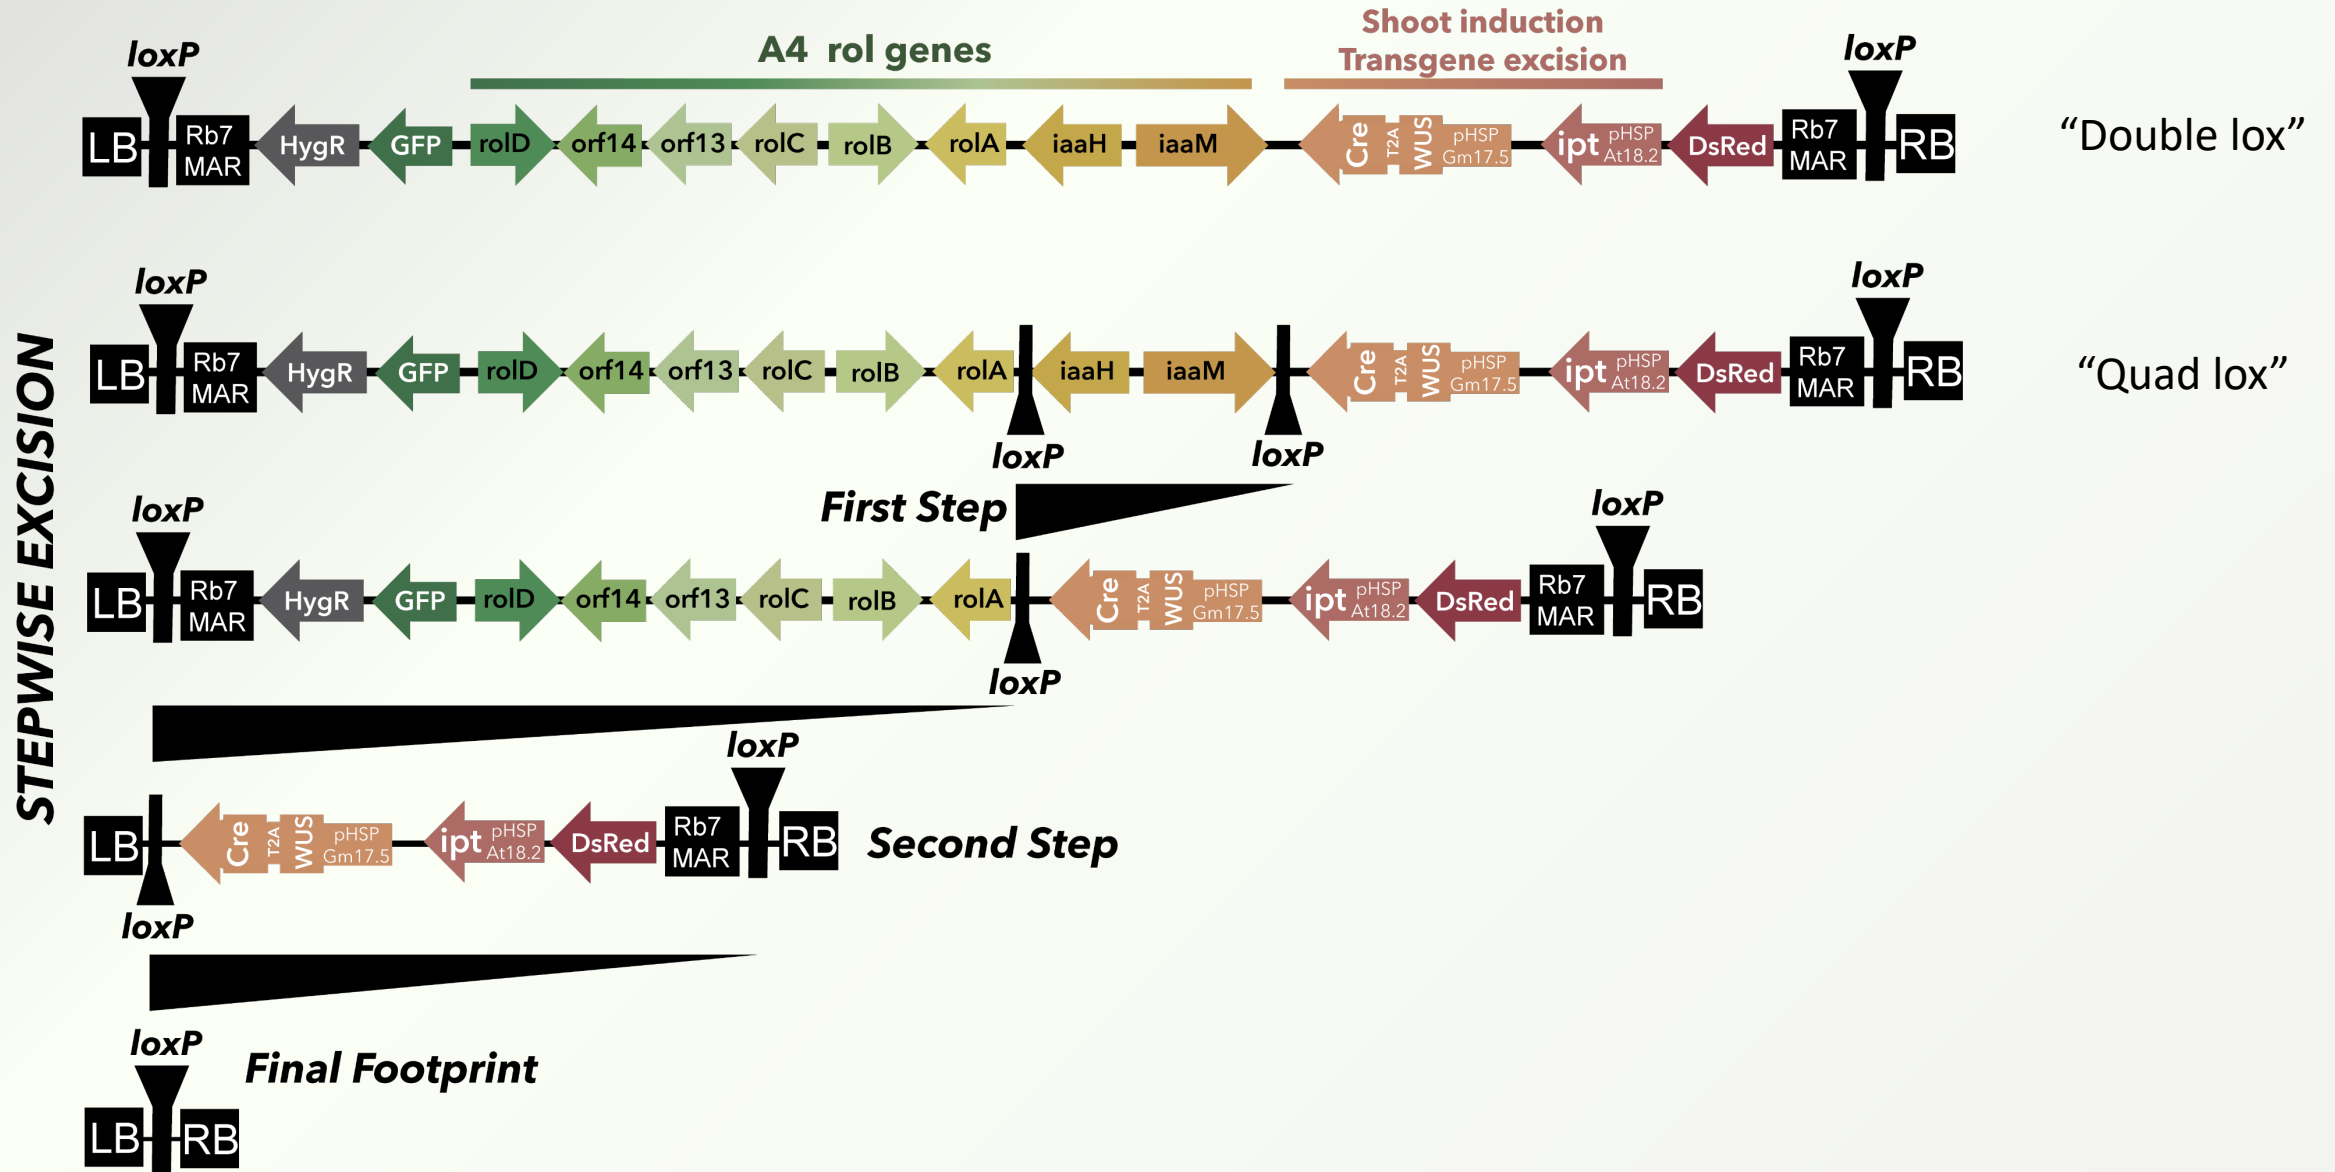 Shoot induction
Transgene excision
A4 rol genes
loxP
loxP
LB
Rb7
MAR
HygR
GFP
rolD
orf14
orf13
rolC
rolB
rolA
iaaH
iaaM
Cre
T2A
WUS
pHSP
Gm17.5
ipt
pHSP
At18.2
DsRed
Rb7
MAR
RB
“Double lox”
STEPWISE EXCISION
loxP
loxP
LB
Rb7
MAR
HygR
GFP
rolD
orf14
orf13
rolC
rolB
rolA
iaaH
iaaM
Cre
T2A
WUS
pHSP
Gm17.5
ipt
pHSP
At18.2
DsRed
Rb7
MAR
RB
“Quad lox”
loxP
loxP
First Step
loxP
loxP
LB
Rb7
MAR
HygR
GFP
rolD
orf14
orf13
rolC
rolB
rolA
Cre
T2A
WUS
pHSP
Gm17.5
ipt
pHSP
At18.2
DsRed
Rb7
MAR
RB
loxP
loxP
LB
Cre
T2A
WUS
pHSP
Gm17.5
ipt
pHSP
At18.2
DsRed
Rb7
MAR
RB
Second Step
loxP
loxP
Final Footprint
LB
RB